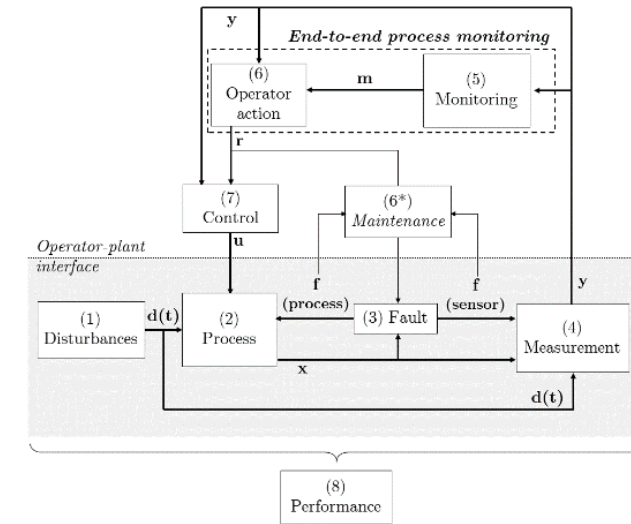 y
End-to-end process monitoring
(6)
Operator
action
m
(5)
Monitoring
r
(7)
Control
(6*)
Maintenance
u
Operator-plant
interface
f
(process)
f
(sensor)
y
(1)
Disturbances
d(t)
(2)
Process
(3) Fault
(4)
Measurement
x
d(t)
(8)
Performance